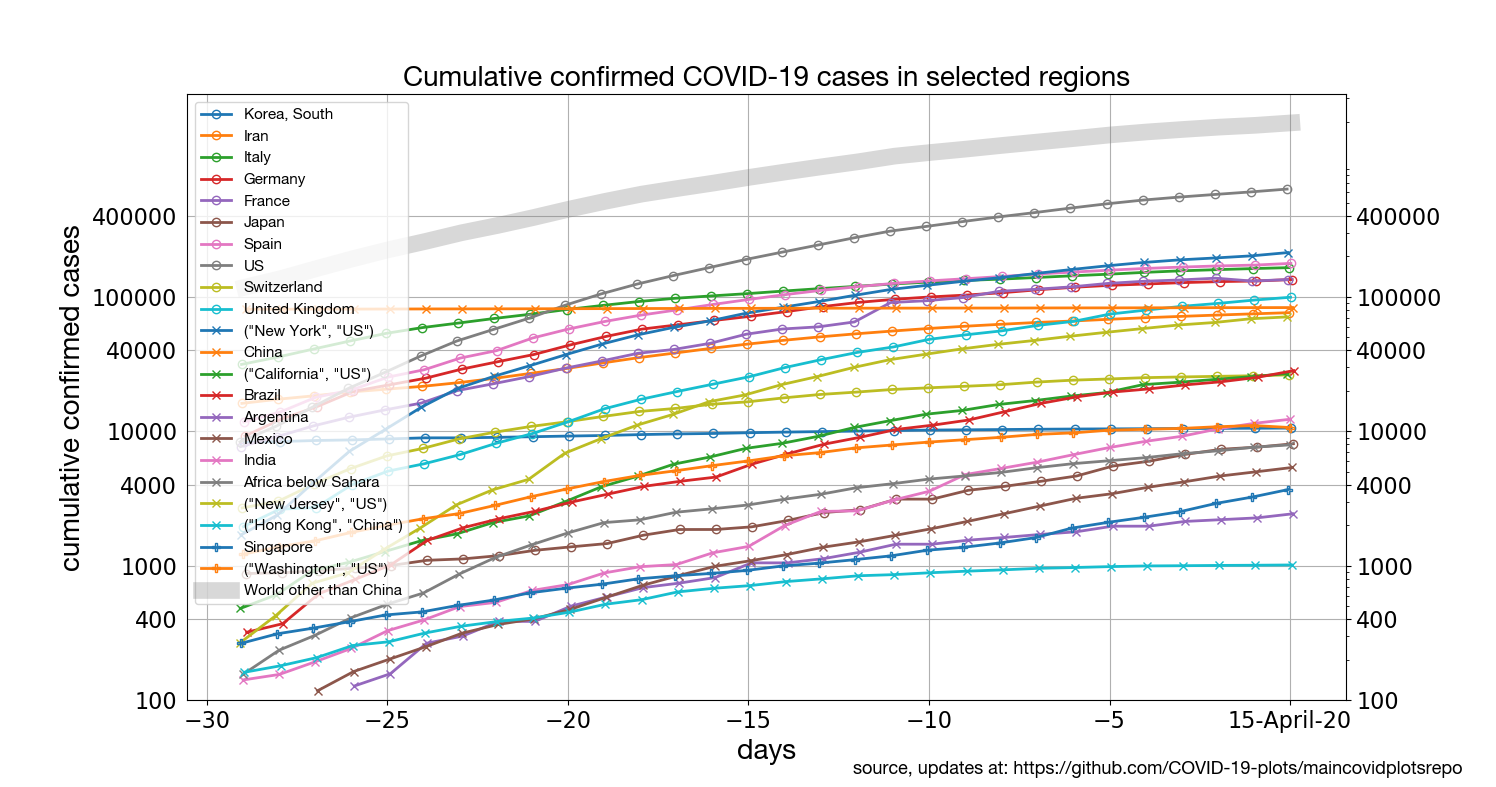 Cumulative confirmed COVID-19 cases in selected regions
Korea, South
Iran
Italy
Germany
France
Japan
Spain
US
Switzerland
United Kingdom
("New York", "US")
China
("California", "US")
Brazil
Argentina
Mexico
India
Africa below Sahara
("New Jersey", "US")
("Hong Kong", "China")
Singapore
("Washington", "US")
World other than China
cumulative confirmed cases
400000
100000
40000
10000
4000
1000
400
100
400000
100000
40000
10000
4000
1000
400
100
−30 −25 −20 −15 −10 −5 15-April-20
days
source, updates at: https://github.com/COVID-19-plots/maincovidplotsrepo